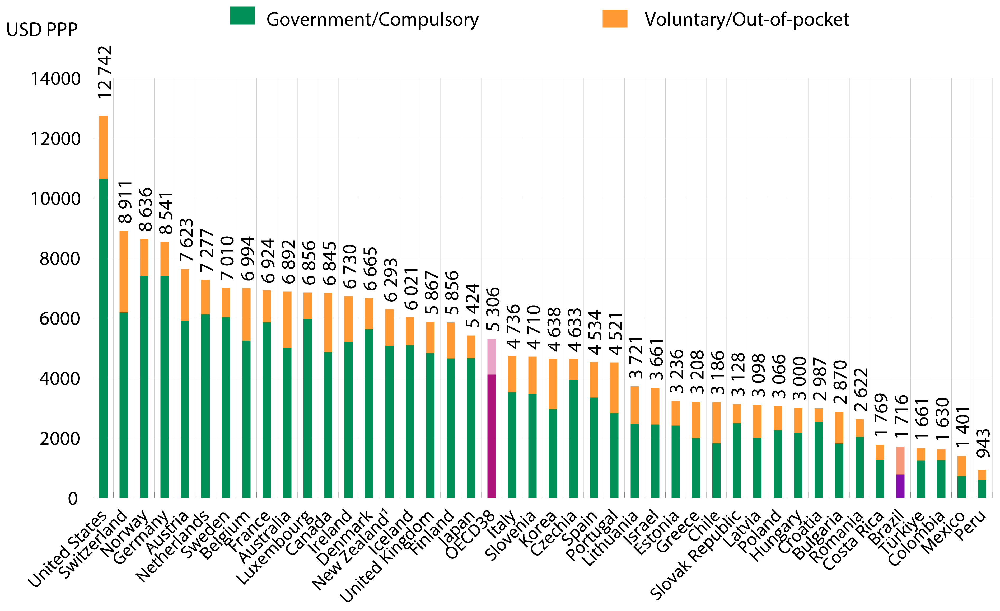 Government/Compulsory
Voluntary/Out-of-pocket
USD PPP
14000
12000
10000
8000
6000
4000
2000
0
12 742
8 911
8 636
8 541
7 623
7 277
7 010
6 994
6 924
6 892
6 856
6 845
6 730
6 665
6 293
6 021
5 867
5 856
5 424
5 306
4 736
4 710
4 638
4 633
4 534
4 521
3 721
3 661
3 236
3 208
3 186
3 128
3 098
3 066
3 000
2 987
2 870
2 622
1 769
1 716
1 661
1 630
1 401
943
United States
Switzerland
Norway
Germany
Austria
Netherlands
Sweden
Belgium
France
Australia
Luxembourg
Canada
Ireland
Denmark
New Zealand¹
Iceland
United Kingdom
Finland
Japan
OECD38
Italy
Slovenia
Korea
Czechia
Spain
Portugal
Lithuania
Israel
Estonia
Greece
Chile
Slovak Republic
Latvia
Poland
Hungary
Croatia
Bulgaria
Romania
Costa Rica
Brazil
Türkiye
Colombia
Mexico
Peru